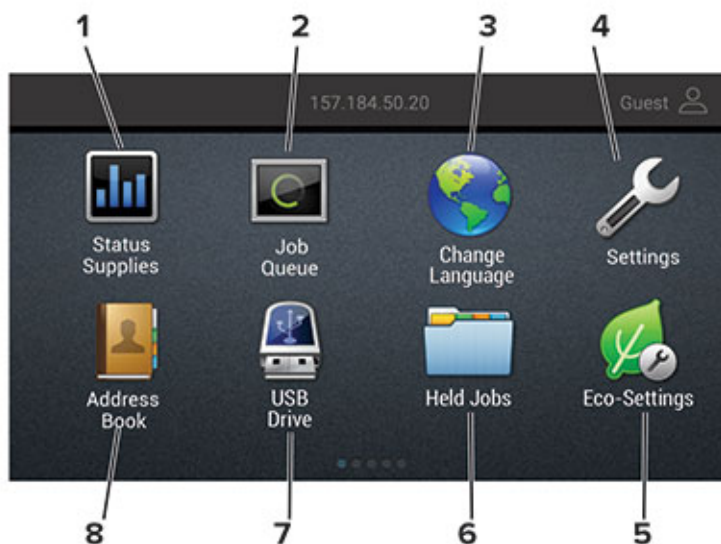 1 2 3 4
157.184.50.20 Guest
Status Supplies
Job Queue
Change Language
Settings
Address Book
USB Drive
Held Jobs
Eco-Settings
8 7 6 5